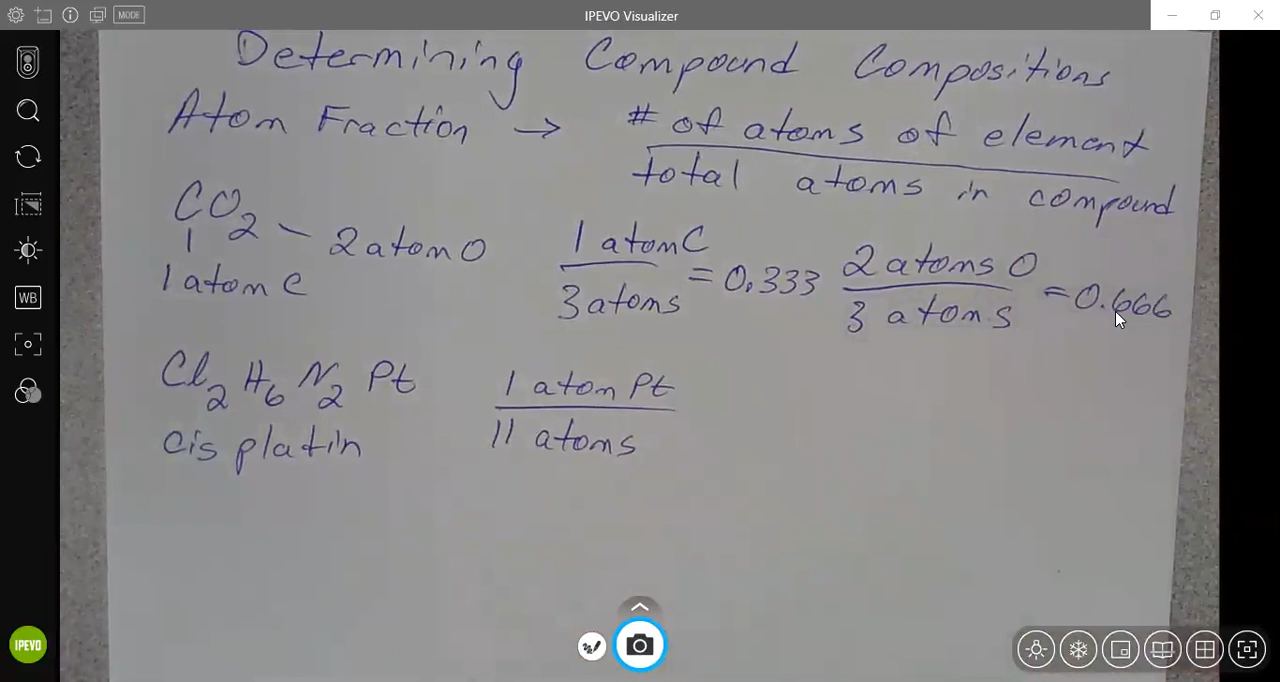 IPEVO Visualizer
MODE
WB
IPEVO
Determining Compound Compositions
Atom Fraction → # of atoms of element
total atoms in compound
CO2 - 2 atom O
1 atom C
1 atom C / 3 atoms = 0.333
2 atoms O / 3 atoms = 0.666
Cl2 H6 N2 Pt
cis platin
1 atom Pt
11 atoms